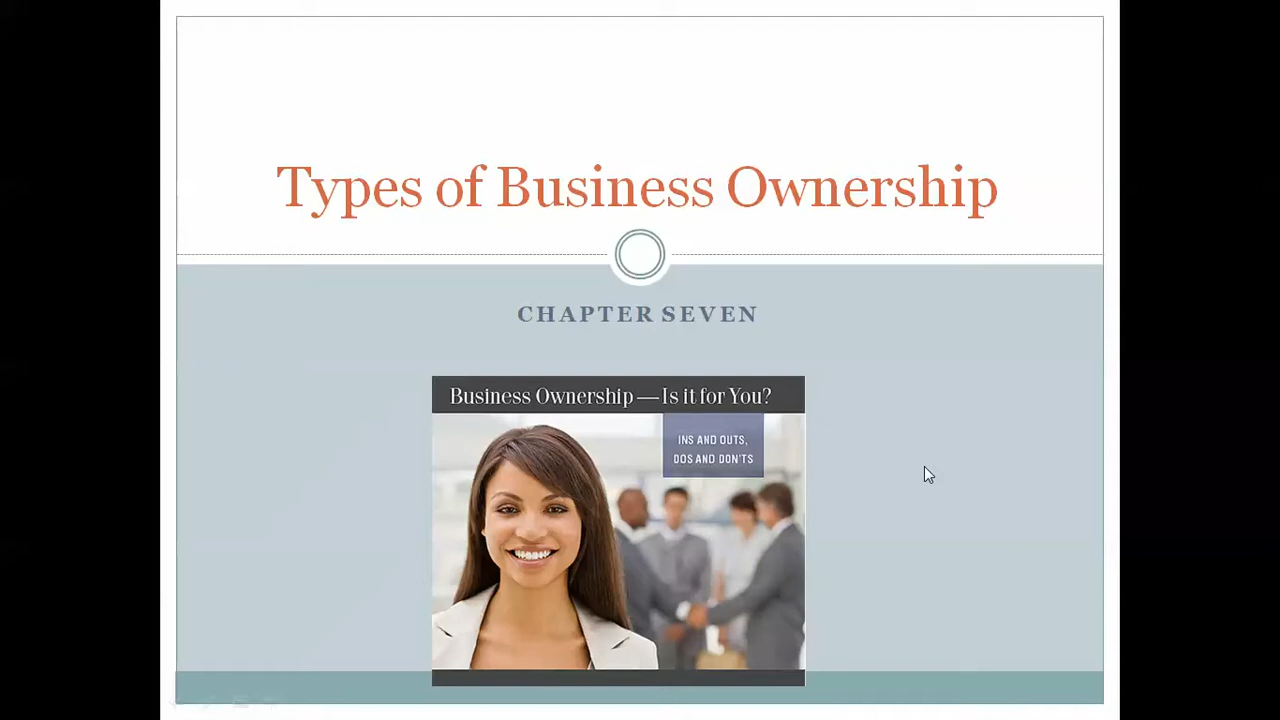 Types of Business Ownership
CHAPTER SEVEN
Business Ownership — Is it for You?
INS AND OUTS,
DOS AND DON'TS